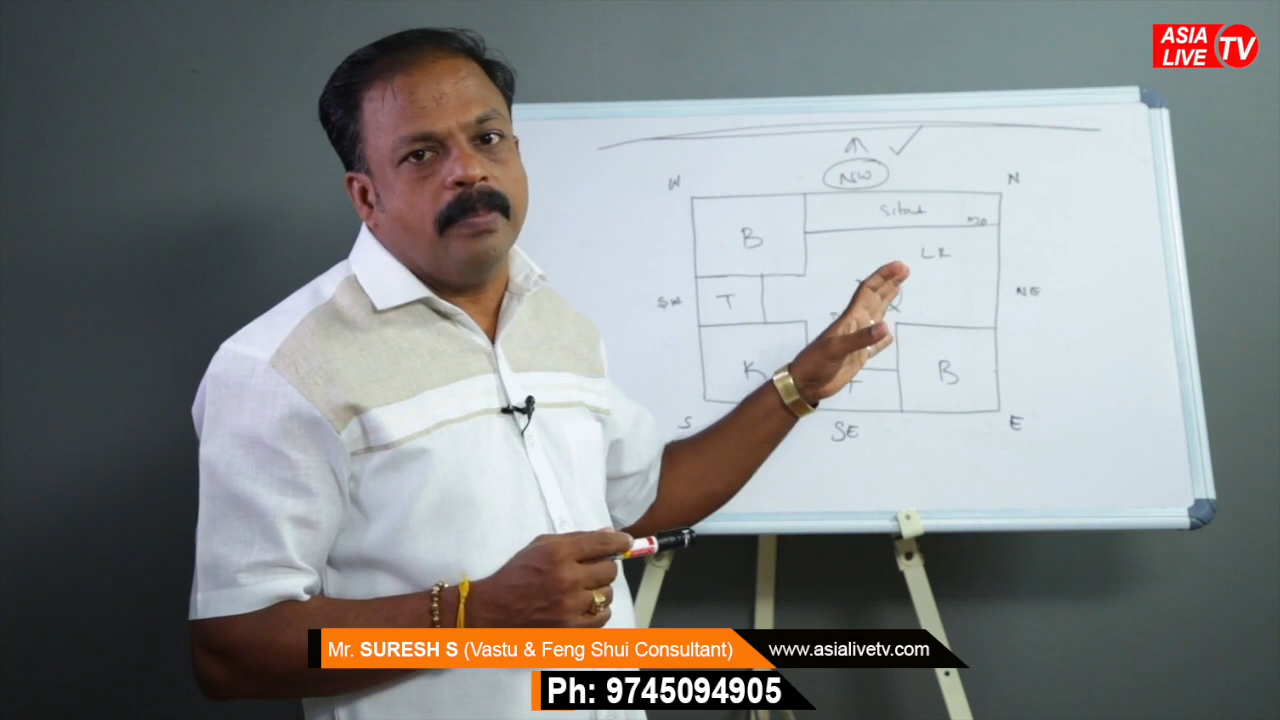 ASIA
LIVE TV
NW
W
N
Sitout
B
LR
SW
T
NE
K
T
B
S
SE
E
Mr. SURESH S (Vastu & Feng Shui Consultant)
www.asialivetv.com
Ph: 9745094905